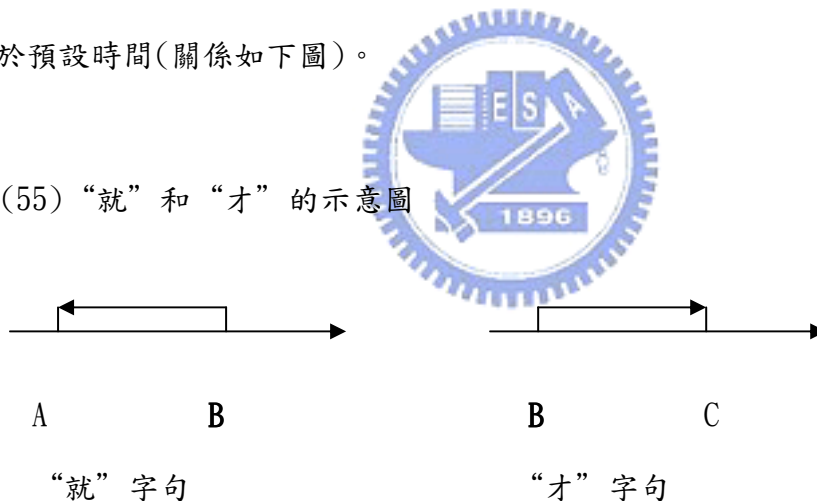 於預設時間(關係如下圖)。
E S A
(55)“就”和“才”的示意圖
1896
A B B C
“就”字句 “才”字句